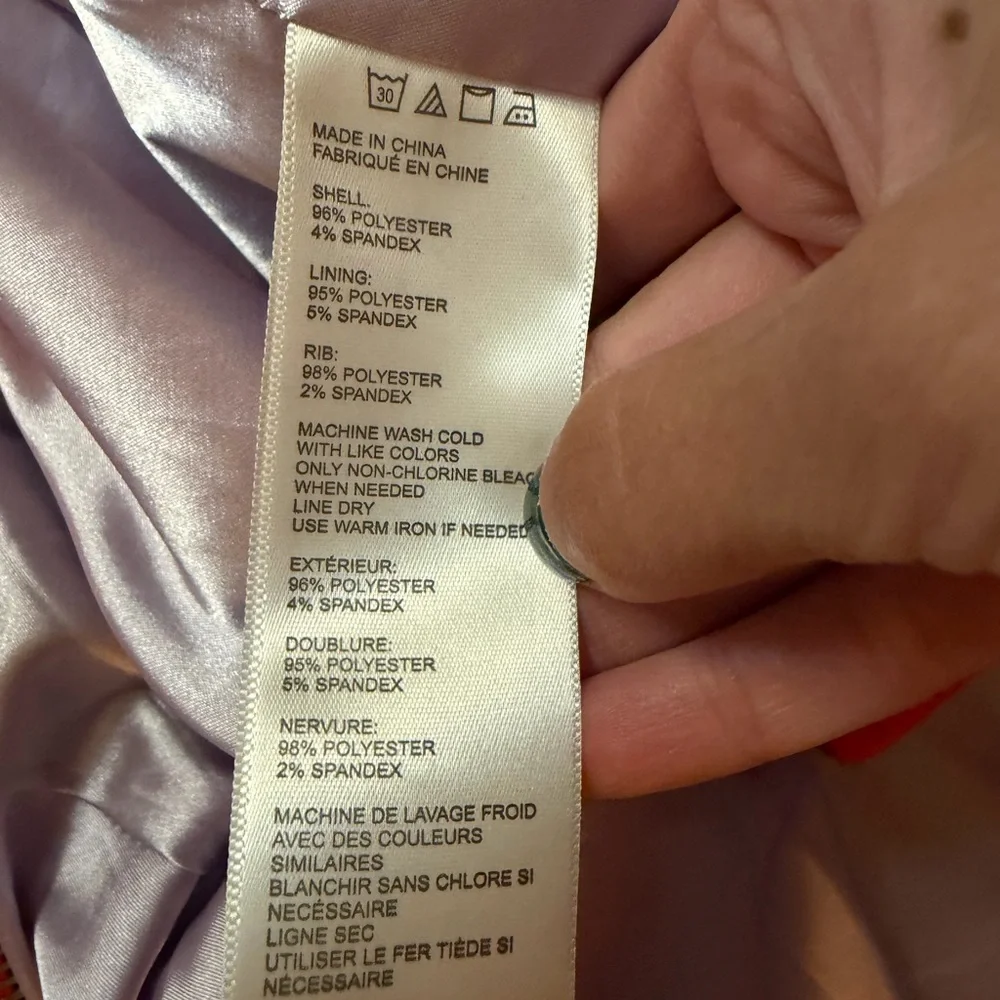 30
MADE IN CHINA
FABRIQUÉ EN CHINE
SHELL.
96% POLYESTER
4% SPANDEX
LINING:
95% POLYESTER
5% SPANDEX
RIB:
98% POLYESTER
2% SPANDEX
MACHINE WASH COLD
WITH LIKE COLORS
ONLY NON-CHLORINE
WHEN NEEDED
LINE DRY
USE WARM IRON IF NEEDED
EXTÉRIEUR:
96% POLYESTER
4% SPANDEX
DOUBLURE:
95% POLYESTER
5% SPANDEX
NERVURE:
98% POLYESTER
2% SPANDEX
MACHINE DE LAVAGE FROID
AVEC DES COULEURS
SIMILAIRES
BLANCHIR SANS CHLORE SI
NECÉSSAIRE
LIGNE SEC
UTILISER LE FER TIÈDE SI
NÉCESSAIRE